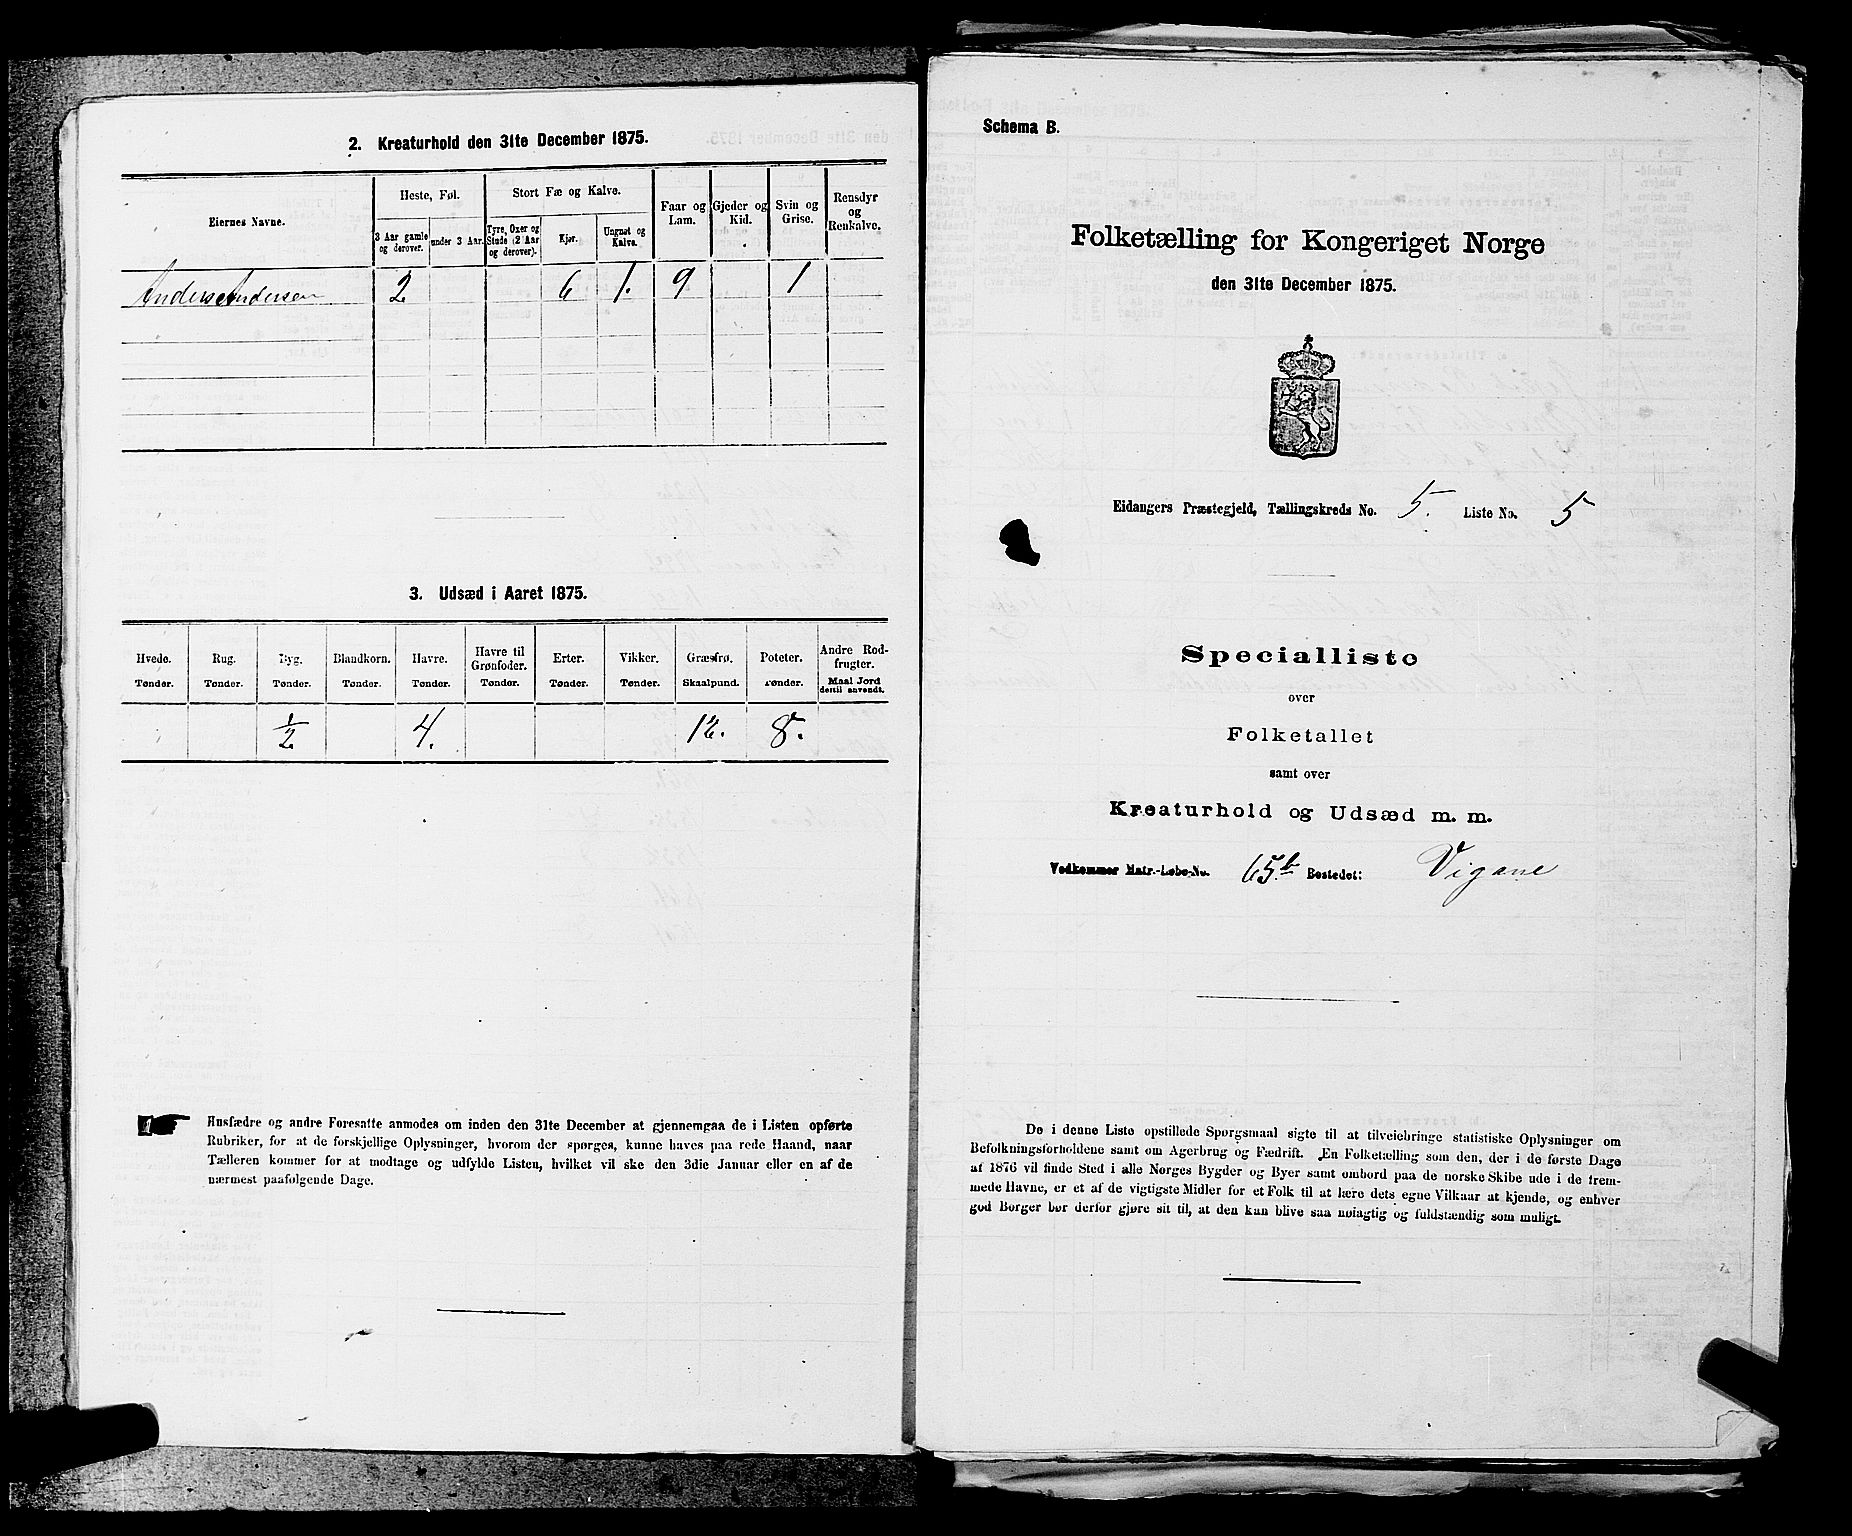 2. Kreaturhold den 31te December 1875.
Eiernes Navne.
Heste, Føl.
3 Aar gamle og derover.
under 3 Aar.
Stort Fæ og Kalve.
Tyre, Oxer og Stude (2 Aar og derover).
Kjør.
Ungnøt og Kalve.
Faar og Lam.
Gjeder og Kid.
Svin og Grise.
Rensdyr og Renkalve.
Anders Andersen 2 6 1. 9 1
3. Udsæd i Aaret 1875.
Hvede. Rug. Byg. Blandkorn. Havre. Havre til Grønfoder. Erter. Vikker. Græsfrø. Poteter. Andre Rodfrugter.
Tønder. Tønder. Tønder. Tønder. Tønder. Tønder. Tønder. Tønder. Skaalpund. Tønder. Maal Jord dertil anvendt.
1/2 4. 12. 8.
Husfædre og andre Foresatte anmodes om inden den 31te December at gjennemgaa de i Listen opførte
Rubriker, for at de forskjellige Oplysninger, hvorom der spørges, kunne haves paa rede Haand, naar
Tælleren kommer for at modtage og udfylde Listen, hvilket vil ske den 3die Januar eller en af de
nærmest paafølgende Dage.
Schema B.
Folketælling for Kongeriget Norge
den 31te December 1875.
Eidangers Præstegjeld, Tællingskreds No. 5. Liste No. 5
Specialliste
over
Folketallet
samt over
Kreaturhold og Udsæd m. m.
Vedkommer Matr.-Løbe-No. 65b Bostedet: Vigane
De i denne Liste opstillede Spørgsmaal sigte til at tilveiebringe statistiske Oplysninger om
Befolkningsforholdene samt om Agerbrug og Fædrift. En Folketælling som den, der i de første Dage
af 1876 vil finde Sted i alle Norges Bygder og Byer samt ombord paa de norske Skibe ude i de frem-
mede Havne, er et af de vigtigste Midler for et Folk til at lære dets egne Vilkaar at kjende, og enhver
god Borger bør derfor gjøre sit til, at den kan blive saa nøiagtig og fuldstændig som muligt.